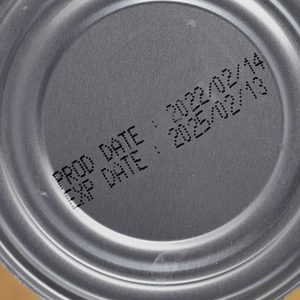 PROD DATE : 2022/02/14
EXP DATE : 2025/02/13